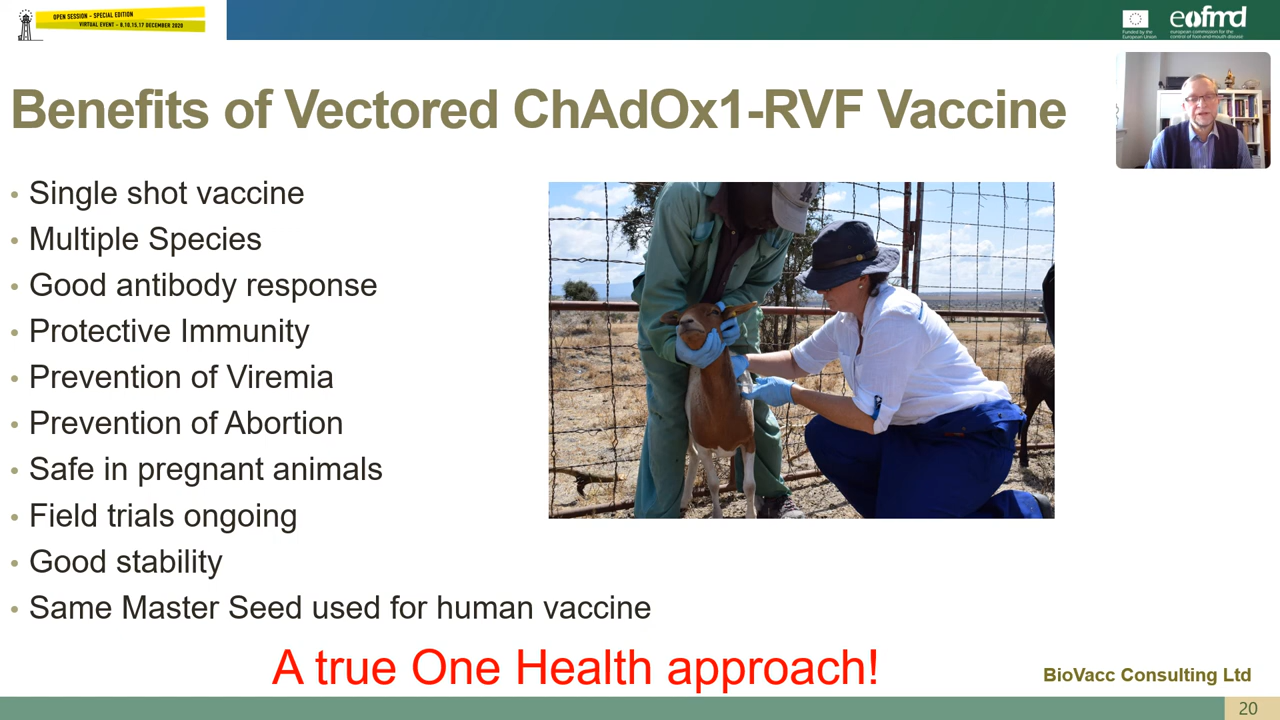 OPEN SESSION - SPECIAL EDITION
VIRTUAL EVENT - 8,10,15,17 DECEMBER 2020
Funded by the
European Union
eofmd
european commission for the
control of foot-and-mouth disease
Benefits of Vectored ChAdOx1-RVF Vaccine
• Single shot vaccine
• Multiple Species
• Good antibody response
• Protective Immunity
• Prevention of Viremia
• Prevention of Abortion
• Safe in pregnant animals
• Field trials ongoing
• Good stability
• Same Master Seed used for human vaccine
A true One Health approach!
BioVacc Consulting Ltd
20